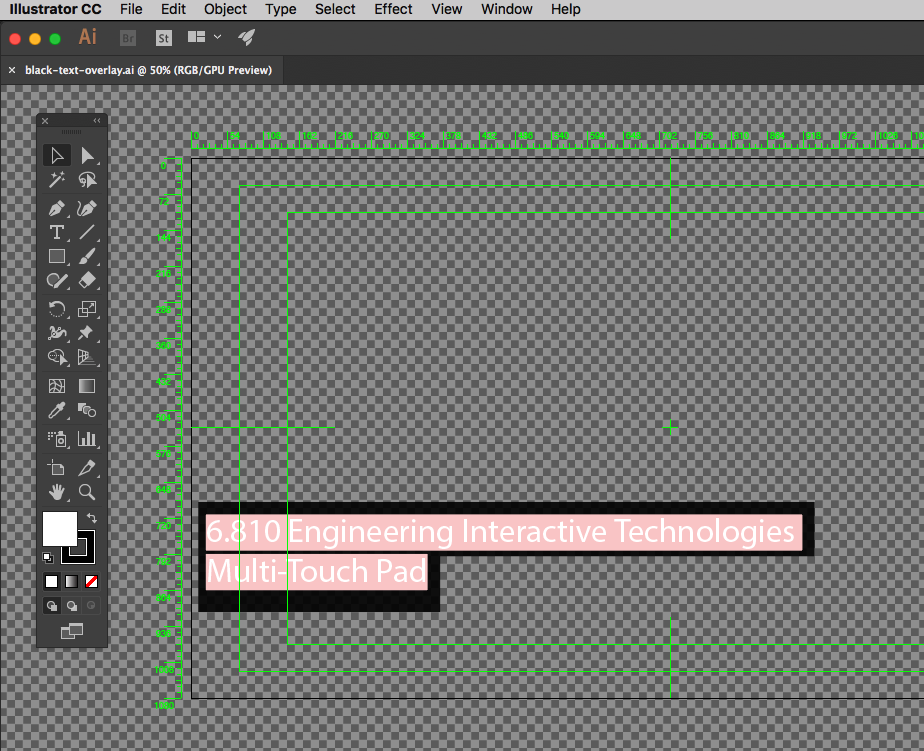 Illustrator CC File Edit Object Type Select Effect View Window Help
Ai Br St
× black-text-overlay.ai @ 50% (RGB/GPU Preview)
0 54 108 162 216 270 324 378 432 486 540 594 648 702 756 810 864 918 972 1026
0
72
144
216
288
360
432
504
576
648
720
792
864
936
1008
1080
6.810 Engineering Interactive Technologies
Multi-Touch Pad